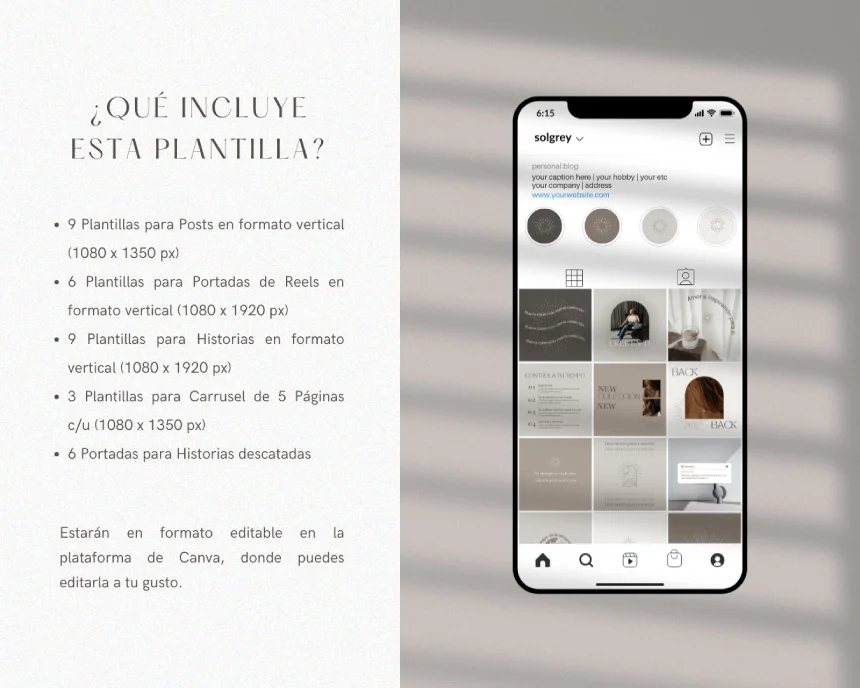 ¿QUÉ INCLUYE
ESTA PLANTILLA?
• 9 Plantillas para Posts en formato vertical
(1080 x 1350 px)
• 6 Plantillas para Portadas de Reels en
formato vertical (1080 x 1920 px)
• 9 Plantillas para Historias en formato
vertical (1080 x 1920 px)
• 3 Plantillas para Carrusel de 5 Páginas
c/u (1080 x 1350 px)
• 6 Portadas para Historias descatadas
Estarán en formato editable en la
plataforma de Canva, donde puedes
editarla a tu gusto.
6:15
solgrey
personal blog
your caption here | your hobby | your etc
your company | address
www.yourwebsite.com
NEW
COLECCIÓN
NEW
BACK
BACK